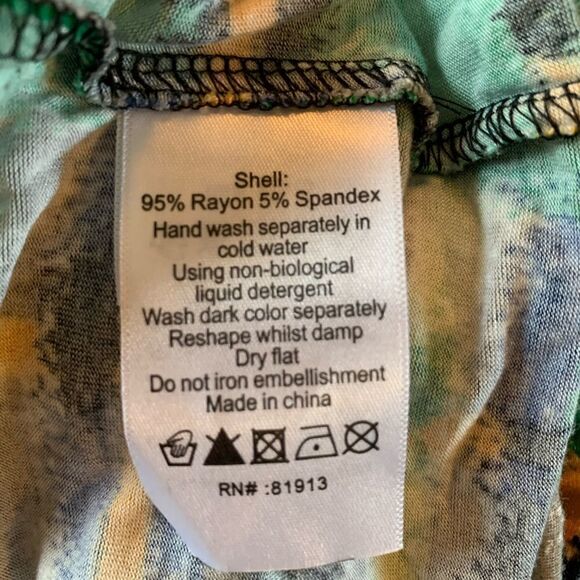 Shell:
95% Rayon 5% Spandex
Hand wash separately in
cold water
Using non-biological
liquid detergent
Wash dark color separately
Reshape whilst damp
Dry flat
Do not iron embellishment
Made in china
RN# :81913